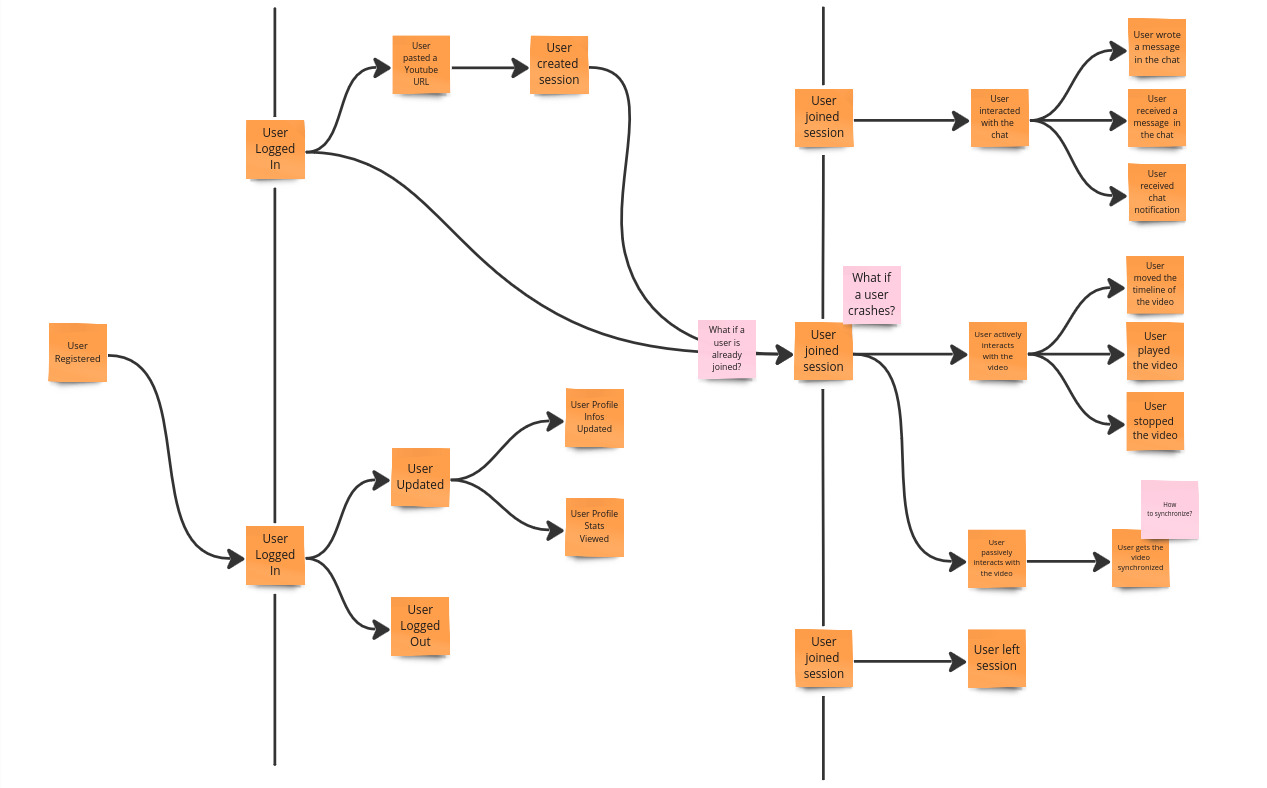 User
Registered
User
Logged
In
User
pasted a
Youtube
URL
User
created
session
User
Logged
In
User
Updated
User Profile
Infos
Updated
User Profile
Stats
Viewed
User
Logged
Out
What if a
user is
already
joined?
User
joined
session
User
interacted
with the
chat
User wrote
a message
in the chat
User
received a
message in
the chat
User
received
chat
notification
What if
a user
crashes?
User
joined
session
User actively
interacts
with the
video
User
moved the
timeline of
the video
User
played
the video
User
stopped
the video
User
passively
interacts with
the video
How
to synchronize?
User gets the
video
synchronized
User
joined
session
User left
session